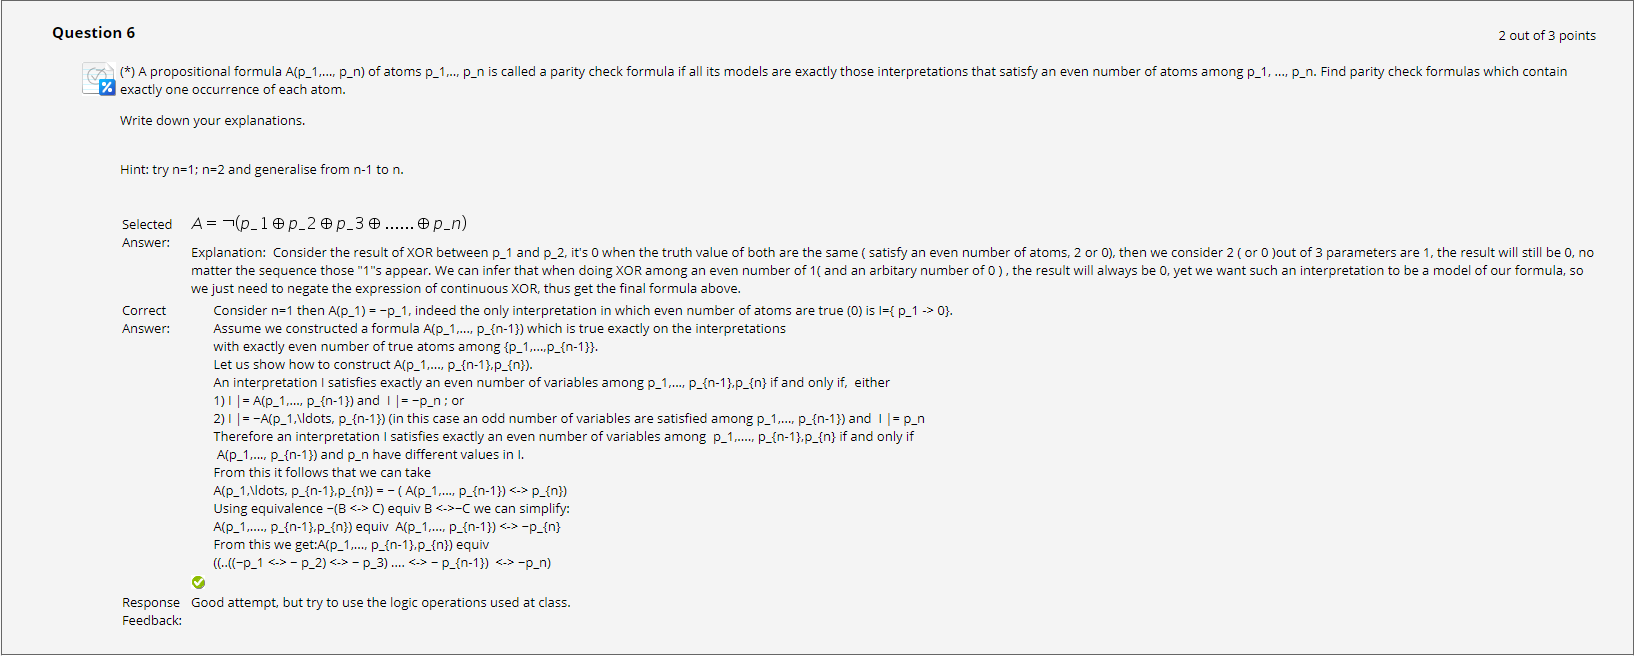 Question 6
2 out of 3 points
(*) A propositional formula A(p_1,..., p_n) of atoms p_1,.., p_n is called a parity check formula if all its models are exactly those interpretations that satisfy an even number of atoms among p_1, ..., p_n. Find parity check formulas which contain
exactly one occurrence of each atom.
Write down your explanations.
Hint: try n=1; n=2 and generalise from n-1 to n.
Selected Answer:
A = ¬(p_1 ⊕ p_2 ⊕ p_3 ⊕ ...... ⊕ p_n)
Explanation: Consider the result of XOR between p_1 and p_2, it's 0 when the truth value of both are the same ( satisfy an even number of atoms, 2 or 0), then we consider 2 ( or 0 )out of 3 parameters are 1, the result will still be 0, no
matter the sequence those "1"s appear. We can infer that when doing XOR among an even number of 1( and an arbitary number of 0 ) , the result will always be 0, yet we want such an interpretation to be a model of our formula, so
we just need to negate the expression of continuous XOR, thus get the final formula above.
Correct Answer:
Consider n=1 then A(p_1) = ~p_1, indeed the only interpretation in which even number of atoms are true (0) is I={ p_1 -> 0}.
Assume we constructed a formula A(p_1,..., p_{n-1}) which is true exactly on the interpretations
with exactly even number of true atoms among {p_1,...,p_{n-1}}.
Let us show how to construct A(p_1,..., p_{n-1},p_{n}).
An interpretation I satisfies exactly an even number of variables among p_1,..., p_{n-1},p_{n} if and only if, either
1) I |= A(p_1,..., p_{n-1}) and I |= ~p_n ; or
2) I |= ~A(p_1,\ldots, p_{n-1}) (in this case an odd number of variables are satisfied among p_1,..., p_{n-1}) and I |= p_n
Therefore an interpretation I satisfies exactly an even number of variables among p_1,...., p_{n-1},p_{n} if and only if
A(p_1,..., p_{n-1}) and p_n have different values in I.
From this it follows that we can take
A(p_1,\ldots, p_{n-1},p_{n}) = ~ ( A(p_1,..., p_{n-1}) <-> p_{n})
Using equivalence ~(B <-> C) equiv B <->~C we can simplify:
A(p_1,...., p_{n-1},p_{n}) equiv A(p_1,..., p_{n-1}) <-> ~p_{n}
From this we get:A(p_1,..., p_{n-1},p_{n}) equiv
((..((~p_1 <-> ~ p_2) <-> ~ p_3) .... <-> ~ p_{n-1}) <-> ~p_n)
Response Feedback:
Good attempt, but try to use the logic operations used at class.